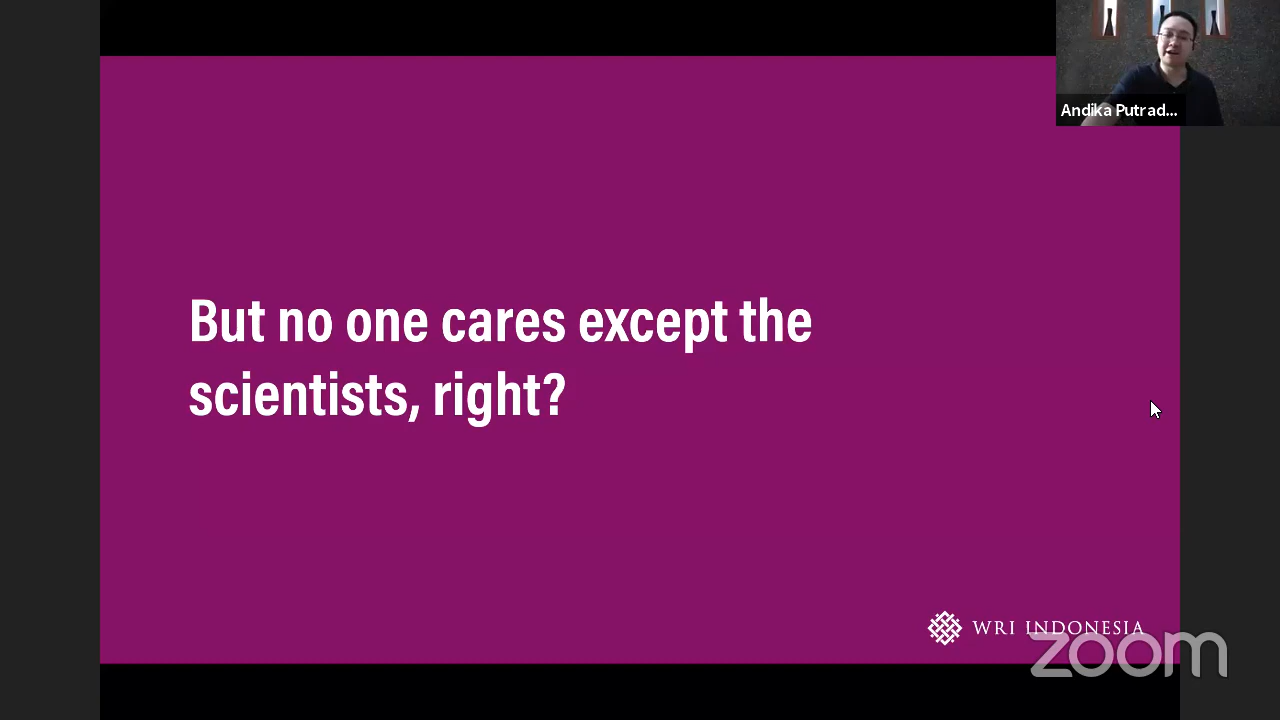 Andika Putrad...
But no one cares except the
scientists, right?
WRI INDONESIA
zoom